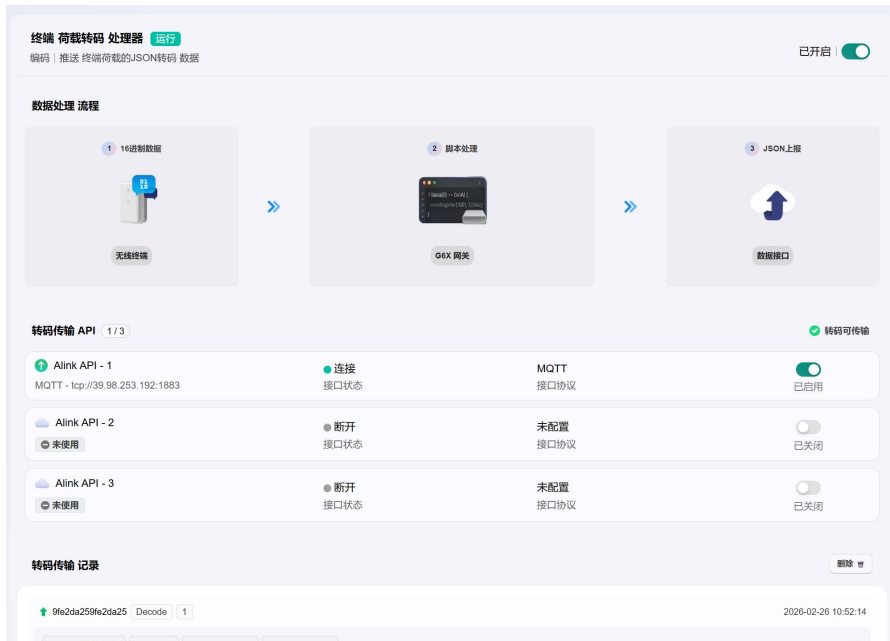 终端 荷载转码 处理器 运行
编码 | 推送 终端荷载的JSON转码 数据
已开启 |
数据处理 流程
1 16进制数据
2 脚本处理
3 JSON上报
01
10
无线终端
G6X 网关
数据接口
转码传输 API 1 / 3
转码可传输
Alink API - 1
连接
MQTT
MQTT - tcp://39.98.253.192:1883
接口状态
接口协议
已启用
Alink API - 2
断开
未配置
未使用
接口状态
接口协议
已关闭
Alink API - 3
断开
未配置
未使用
接口状态
接口协议
已关闭
转码传输 记录
删除
9fe2da259fe2da25 Decode 1
2026-02-26 10:52:14